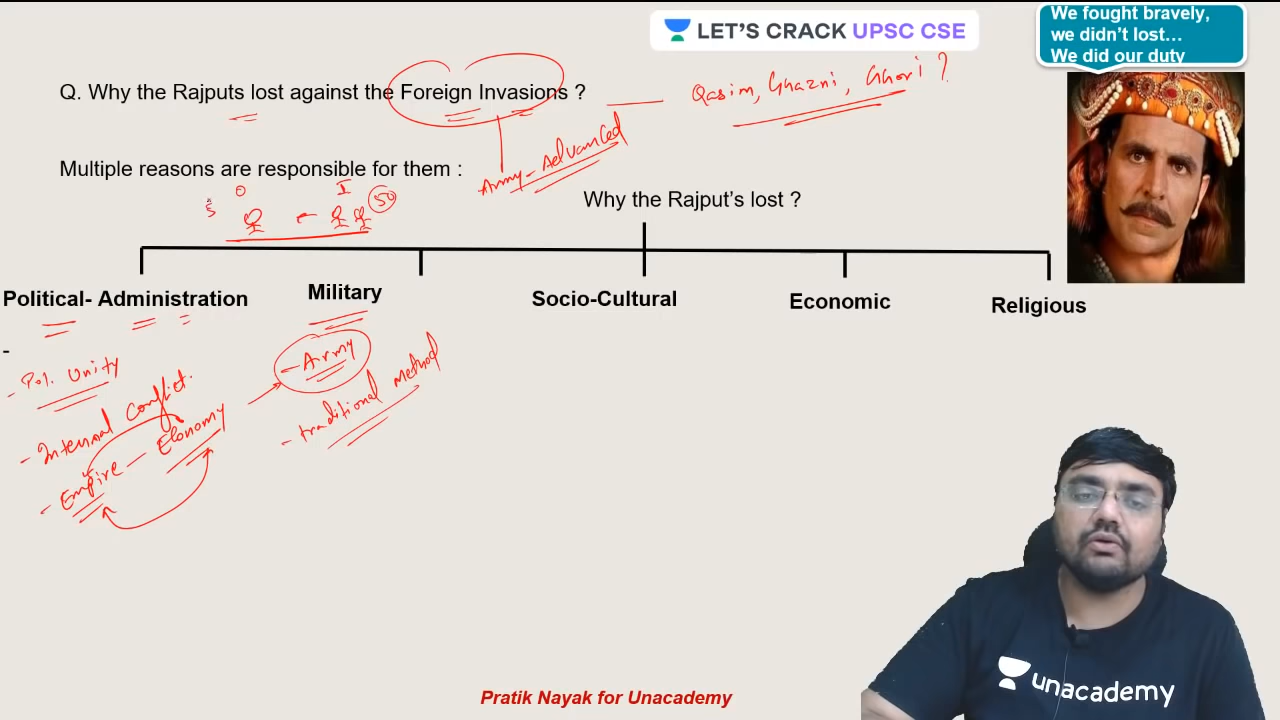 LET'S CRACK UPSC CSE
We fought bravely,
we didn't lost...
We did our duty
Q. Why the Rajputs lost against the Foreign Invasions ?
Qasim, Ghazni, Ghori ?
Army - Advanced
Multiple reasons are responsible for them :
O
I
50
5
Why the Rajput's lost ?
Political- Administration
Military
Socio-Cultural
Economic
Religious
-
- Pol. Unity
- Internal Conflict.
- Empire - Economy
- Army
- traditional method
unacademy
Pratik Nayak for Unacademy